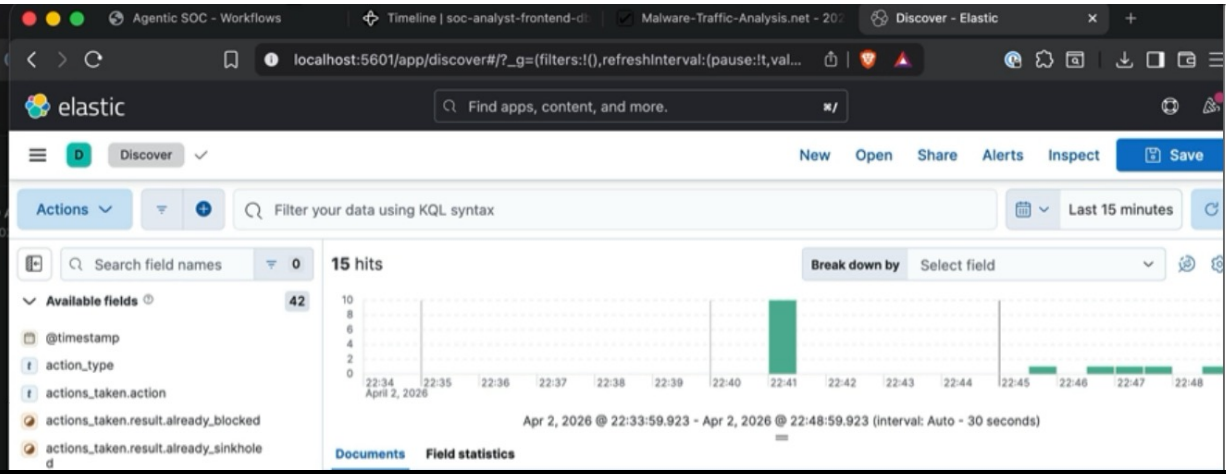 Agentic SOC - Workflows
Timeline | soc-analyst-frontend-db
Malware-Traffic-Analysis.net - 202
Discover - Elastic
localhost:5601/app/discover#/?_g=(filters:!(),refreshInterval:(pause:!t,val...
elastic
Find apps, content, and more.
⌘/
D
Discover
New
Open
Share
Alerts
Inspect
Save
Actions
Filter your data using KQL syntax
Last 15 minutes
Search field names
0
15 hits
Break down by
Select field
Available fields
42
@timestamp
t action_type
t actions_taken.action
actions_taken.result.already_blocked
actions_taken.result.already_sinkhole
d
10
8
6
4
2
0
22:34 22:35 22:36 22:37 22:38 22:39 22:40 22:41 22:42 22:43 22:44 22:45 22:46 22:47 22:48
April 2, 2026
Apr 2, 2026 @ 22:33:59.923 - Apr 2, 2026 @ 22:48:59.923 (interval: Auto - 30 seconds)
Documents
Field statistics